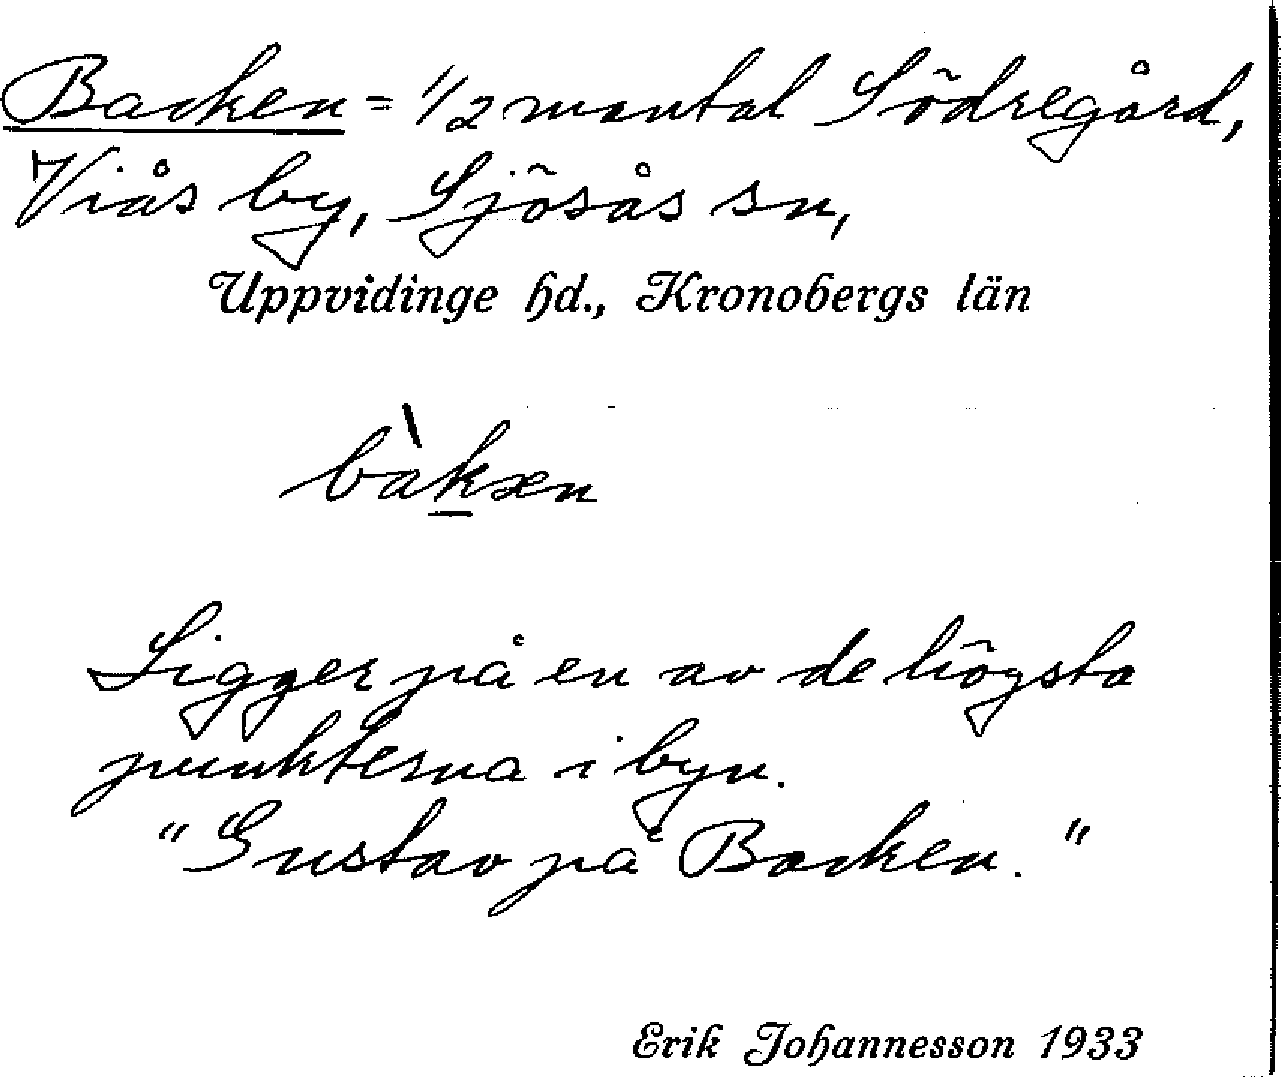 Backen = 1/2 mantal Södregård,
Viås by, Sjösås sn,
Uppvidinge hd., Kronobergs län
bàkæn
Ligger på en av de högsta
punkterna i byn.
"Gustav på Backen."
Erik Johannesson 1933